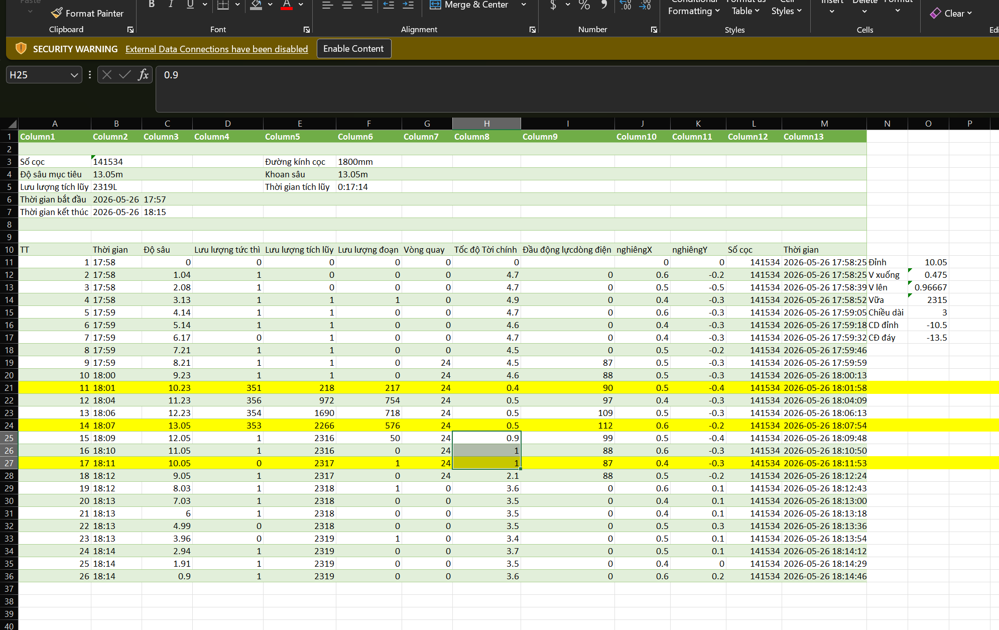 Paste
Format Painter
B I U A Merge & Center $ % 9 Conditional Formatting Format as Table Cell Styles Insert Delete Format Clear
Clipboard Font Alignment Number Styles Cells Edi
SECURITY WARNING External Data Connections have been disabled Enable Content
H25 fx 0.9
A B C D E F G H I J K L M N O P
1 Column1 Column2 Column3 Column4 Column5 Column6 Column7 Column8 Column9 Column10 Column11 Column12 Column13
2
3 Số cọc 141534 Đường kính cọc 1800mm
4 Độ sâu mục tiêu 13.05m Khoan sâu 13.05m
5 Lưu lượng tích lũy 2319L Thời gian tích lũy 0:17:14
6 Thời gian bắt đầu 2026-05-26 17:57
7 Thời gian kết thúc 2026-05-26 18:15
8
9
10 TT Thời gian Độ sâu Lưu lượng tức thì Lưu lượng tích lũy Lưu lượng đoạn Vòng quay Tốc độ Tời chính Đầu động lựcdòng điện nghiêngX nghiêngY Số cọc Thời gian
11 1 17:58 0 0 0 0 0 0 0 0 141534 2026-05-26 17:58:25 Đỉnh 10.05
12 2 17:58 1.04 1 0 0 0 4.7 0 0.6 -0.2 141534 2026-05-26 17:58:25 V xuống 0.475
13 3 17:58 2.08 1 0 0 0 4.7 0 0.5 -0.5 141534 2026-05-26 17:58:39 V lên 0.96667
14 4 17:58 3.13 1 1 1 0 4.9 0 0.4 -0.3 141534 2026-05-26 17:58:52 Vữa 2315
15 5 17:59 4.14 1 1 0 0 4.7 0 0.6 -0.3 141534 2026-05-26 17:59:05 Chiều dài 3
16 6 17:59 5.14 1 1 0 0 4.6 0 0.4 -0.3 141534 2026-05-26 17:59:18 CD đỉnh -10.5
17 7 17:59 6.17 0 1 0 0 4.7 0 0.4 -0.3 141534 2026-05-26 17:59:32 CĐ đáy -13.5
18 8 17:59 7.21 1 1 0 0 4.5 0 0.5 -0.2 141534 2026-05-26 17:59:46
19 9 17:59 8.21 1 1 0 24 4.5 87 0.5 -0.3 141534 2026-05-26 17:59:59
20 10 18:00 9.23 1 1 0 24 4.6 88 0.5 -0.3 141534 2026-05-26 18:00:13
21 11 18:01 10.23 351 218 217 24 0.4 90 0.5 -0.4 141534 2026-05-26 18:01:58
22 12 18:04 11.23 356 972 754 24 0.5 97 0.4 -0.3 141534 2026-05-26 18:04:09
23 13 18:06 12.23 354 1690 718 24 0.5 109 0.5 -0.3 141534 2026-05-26 18:06:13
24 14 18:07 13.05 353 2266 576 24 0.5 112 0.6 -0.2 141534 2026-05-26 18:07:54
25 15 18:09 12.05 1 2316 50 24 0.9 99 0.5 -0.4 141534 2026-05-26 18:09:48
26 16 18:10 11.05 1 2316 0 24 1 88 0.6 -0.3 141534 2026-05-26 18:10:50
27 17 18:11 10.05 0 2317 1 24 1 87 0.4 -0.3 141534 2026-05-26 18:11:53
28 18 18:12 9.05 1 2317 0 24 2.1 88 0.5 -0.2 141534 2026-05-26 18:12:24
29 19 18:12 8.03 1 2318 1 0 3.6 0 0.6 0.1 141534 2026-05-26 18:12:43
30 20 18:13 7.03 1 2318 0 0 3.5 0 0.4 0.1 141534 2026-05-26 18:13:00
31 21 18:13 6 1 2318 0 0 3.5 0 0.4 0.1 141534 2026-05-26 18:13:18
32 22 18:13 4.99 0 2318 0 0 3.5 0 0.5 0.3 141534 2026-05-26 18:13:36
33 23 18:13 3.96 0 2319 1 0 3.4 0 0.5 0.1 141534 2026-05-26 18:13:54
34 24 18:14 2.94 1 2319 0 0 3.7 0 0.5 0.1 141534 2026-05-26 18:14:12
35 25 18:14 1.91 1 2319 0 0 3.5 0 0.4 0 141534 2026-05-26 18:14:29
36 26 18:14 0.9 1 2319 0 0 3.6 0 0.6 0.2 141534 2026-05-26 18:14:46
37
38
39
40